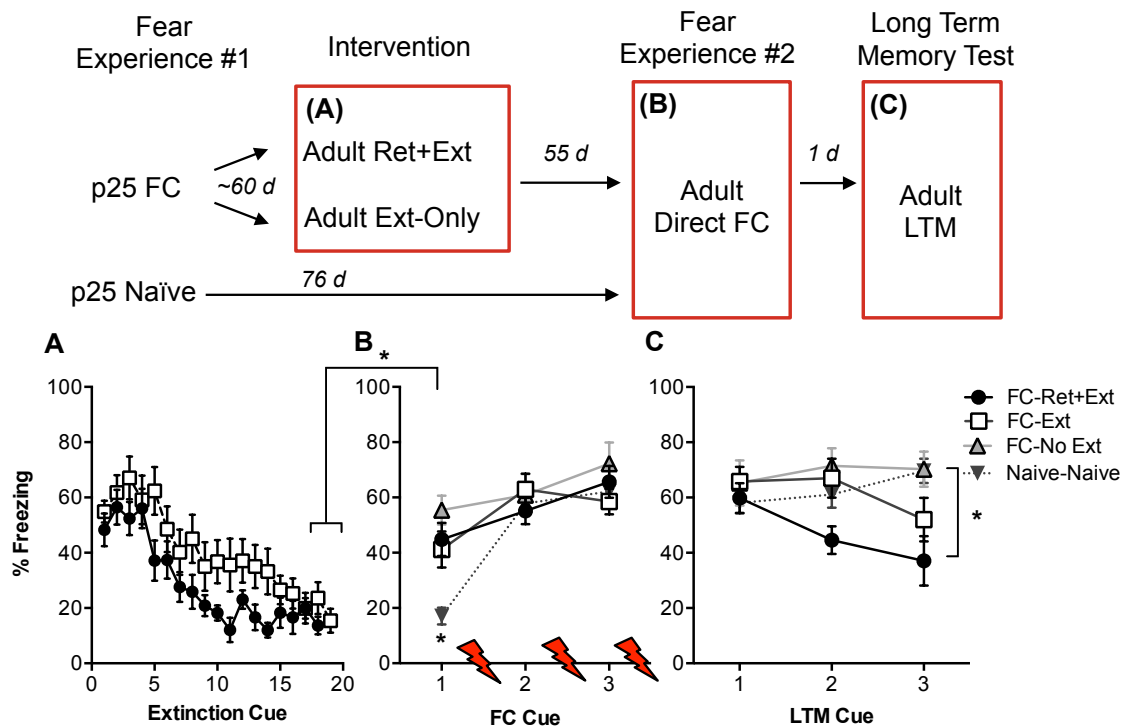 Fear
Experience #1
Intervention
Fear
Experience #2
Long Term
Memory Test
(A)
Adult Ret+Ext
Adult Ext-Only
p25 FC
~60 d
55 d
(B)
Adult
Direct FC
1 d
(C)
Adult
LTM
p25 Naïve
76 d
A
% Freezing
100
80
60
40
20
0
0 5 10 15 20
Extinction Cue
*
B
100
80
60
40
20
0
*
1 2 3
FC Cue
C
100
80
60
40
20
0
1 2 3
LTM Cue
FC-Ret+Ext
FC-Ext
FC-No Ext
Naive-Naive
*